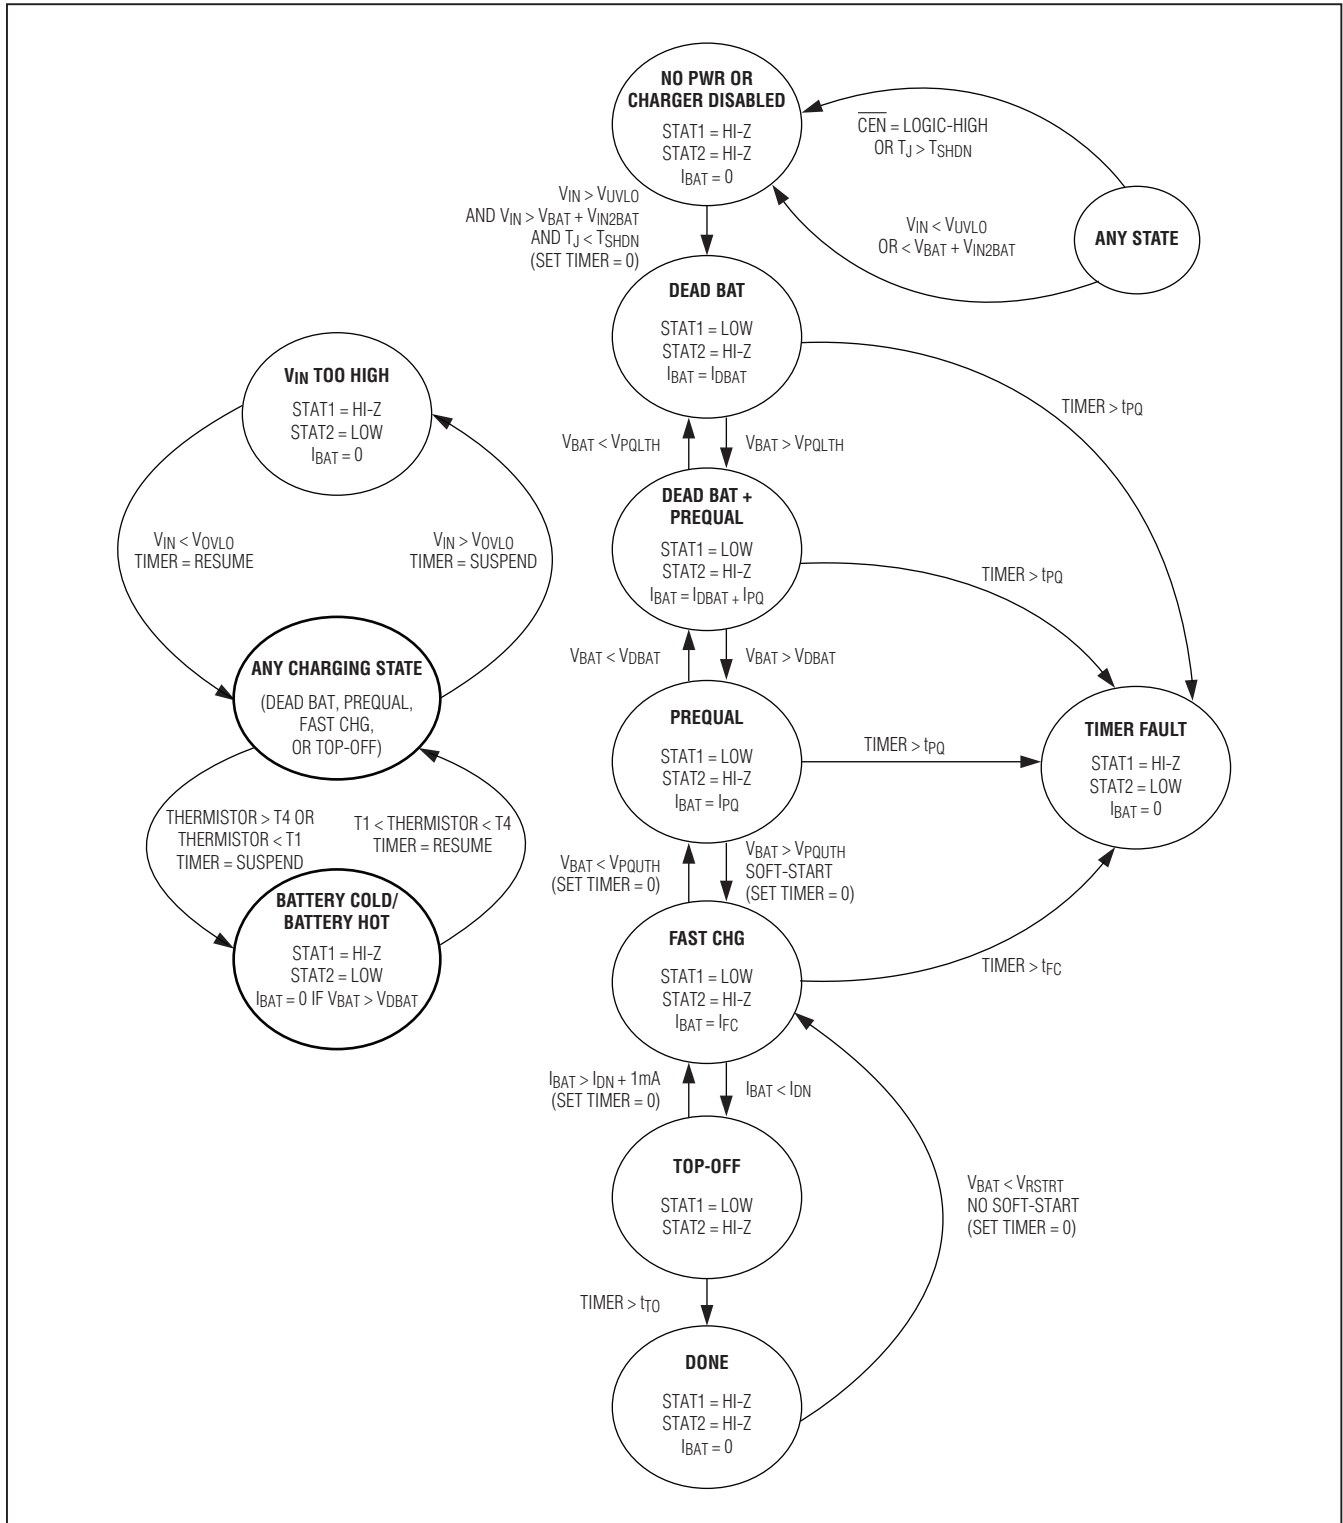 NO PWR OR
CHARGER DISABLED
STAT1 = HI-Z
STAT2 = HI-Z
IBAT = 0
CEN = LOGIC-HIGH
OR TJ > TSHDN
VIN < VUVLO
OR < VBAT + VIN2BAT
ANY STATE
VIN > VUVLO
AND VIN > VBAT + VIN2BAT
AND TJ < TSHDN
(SET TIMER = 0)
DEAD BAT
STAT1 = LOW
STAT2 = HI-Z
IBAT = IDBAT
TIMER > tPQ
VBAT < VPQLTH
VBAT > VPQLTH
DEAD BAT +
PREQUAL
STAT1 = LOW
STAT2 = HI-Z
IBAT = IDBAT + IPQ
TIMER > tPQ
VBAT < VDBAT
VBAT > VDBAT
PREQUAL
STAT1 = LOW
STAT2 = HI-Z
IBAT = IPQ
TIMER > tPQ
TIMER FAULT
STAT1 = HI-Z
STAT2 = LOW
IBAT = 0
VBAT < VPQUTH
(SET TIMER = 0)
VBAT > VPQUTH
SOFT-START
(SET TIMER = 0)
FAST CHG
STAT1 = LOW
STAT2 = HI-Z
IBAT = IFC
TIMER > tFC
IBAT > IDN + 1mA
(SET TIMER = 0)
IBAT < IDN
TOP-OFF
STAT1 = LOW
STAT2 = HI-Z
VBAT < VRSTRT
NO SOFT-START
(SET TIMER = 0)
TIMER > tTO
DONE
STAT1 = HI-Z
STAT2 = HI-Z
IBAT = 0
VIN TOO HIGH
STAT1 = HI-Z
STAT2 = LOW
IBAT = 0
VIN < VOVLO
TIMER = RESUME
VIN > VOVLO
TIMER = SUSPEND
ANY CHARGING STATE
(DEAD BAT, PREQUAL,
FAST CHG,
OR TOP-OFF)
THERMISTOR > T4 OR
THERMISTOR < T1
TIMER = SUSPEND
T1 < THERMISTOR < T4
TIMER = RESUME
BATTERY COLD/
BATTERY HOT
STAT1 = HI-Z
STAT2 = LOW
IBAT = 0 IF VBAT > VDBAT